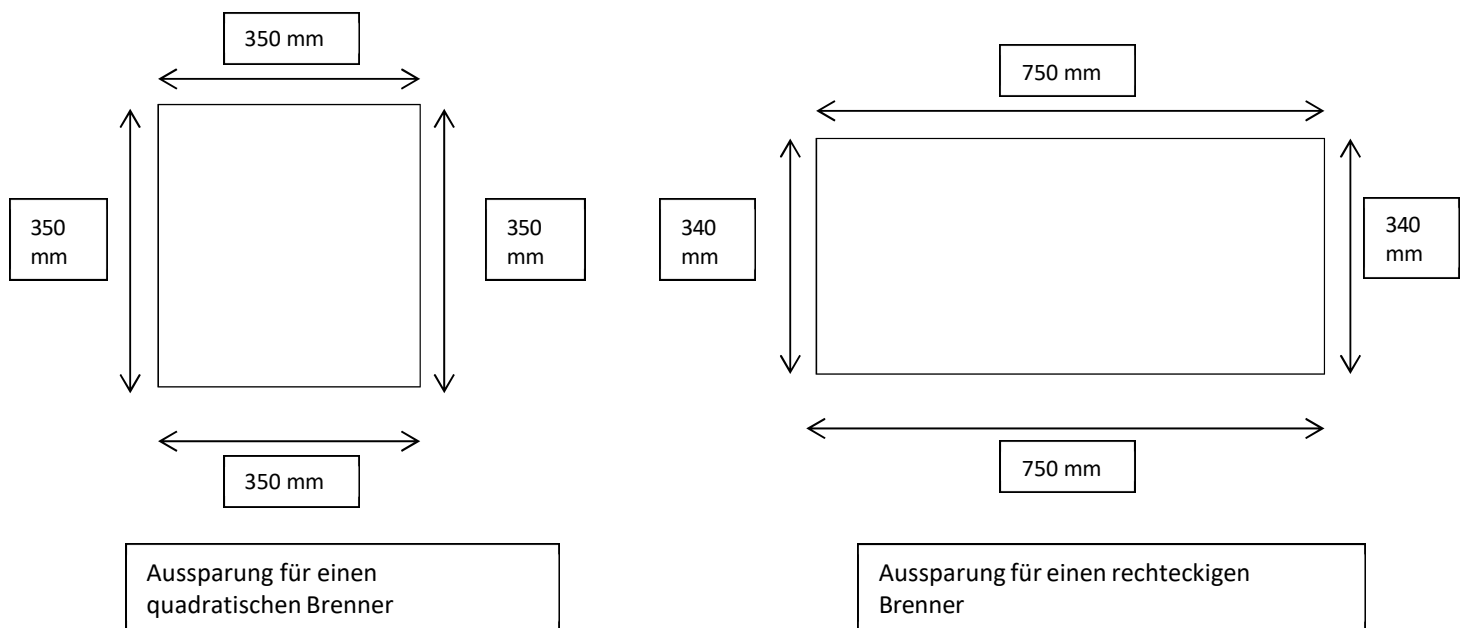 350 mm
350
mm
350
mm
350 mm
Aussparung für einen
quadratischen Brenner
750 mm
340
mm
340
mm
750 mm
Aussparung für einen rechteckigen
Brenner